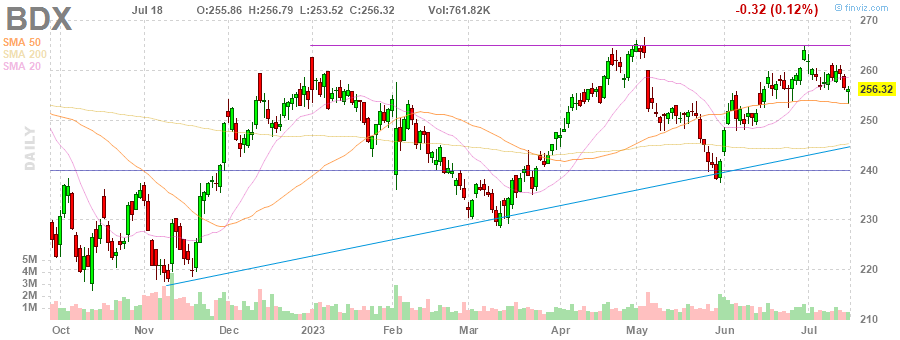 BDX Jul 18 O:255.86 H:256.79 L:253.52 C:256.32 Vol:761.82K -0.32 (0.12%) finviz.com
SMA 50
SMA 200
SMA 20
DAILY
270
260
256.32
250
240
230
220
210
5M
4M
3M
2M
1M
Oct Nov Dec 2023 Feb Mar Apr May Jun Jul